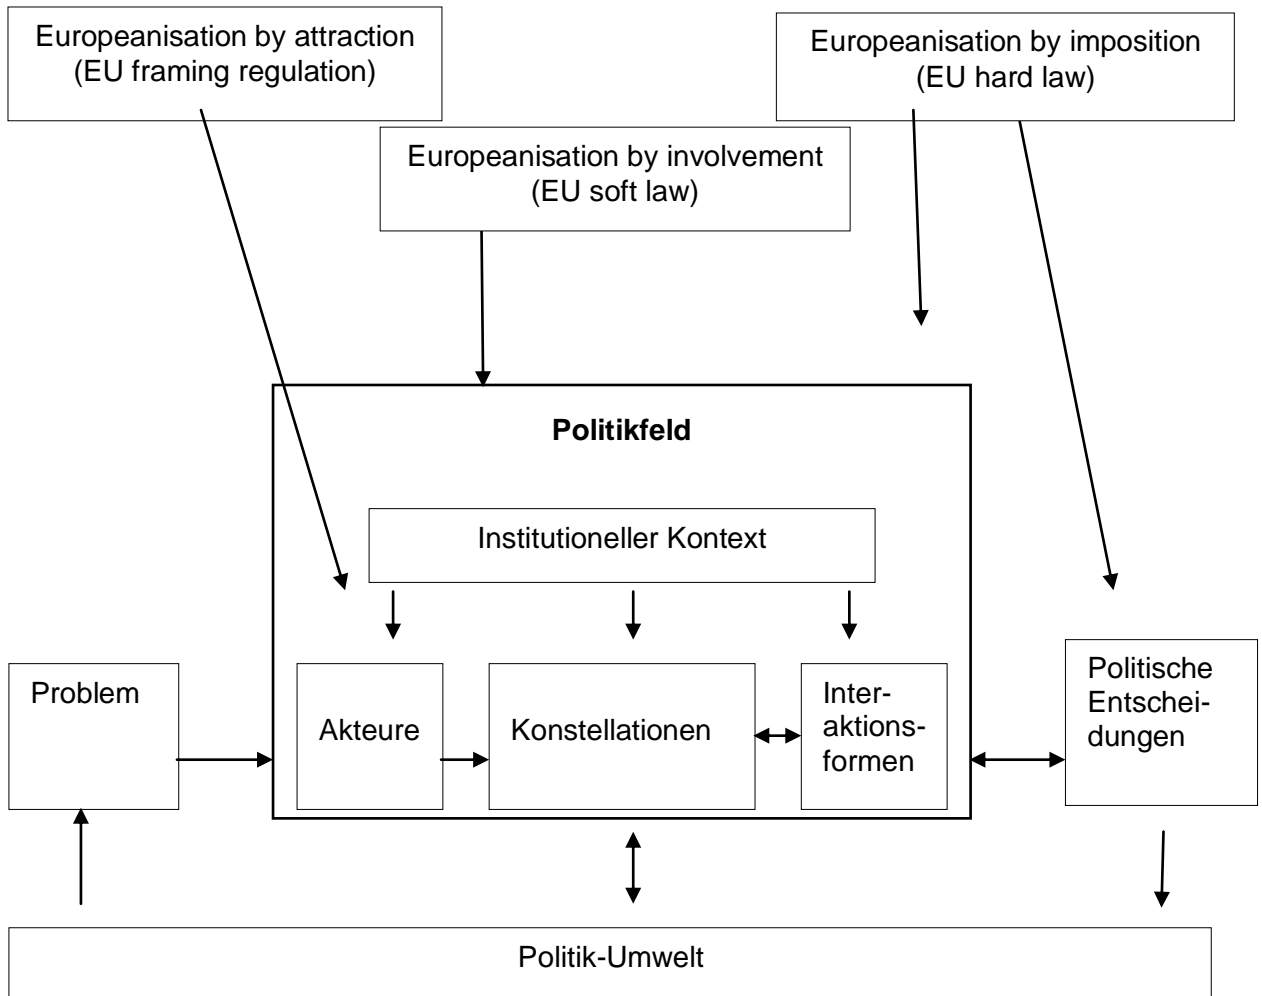 Europeanisation by attraction
(EU framing regulation)
Europeanisation by imposition
(EU hard law)
Europeanisation by involvement
(EU soft law)
Politikfeld
Institutioneller Kontext
Problem
Akteure
Konstellationen
Inter-
aktions-
formen
Politische
Entschei-
dungen
Politik-Umwelt